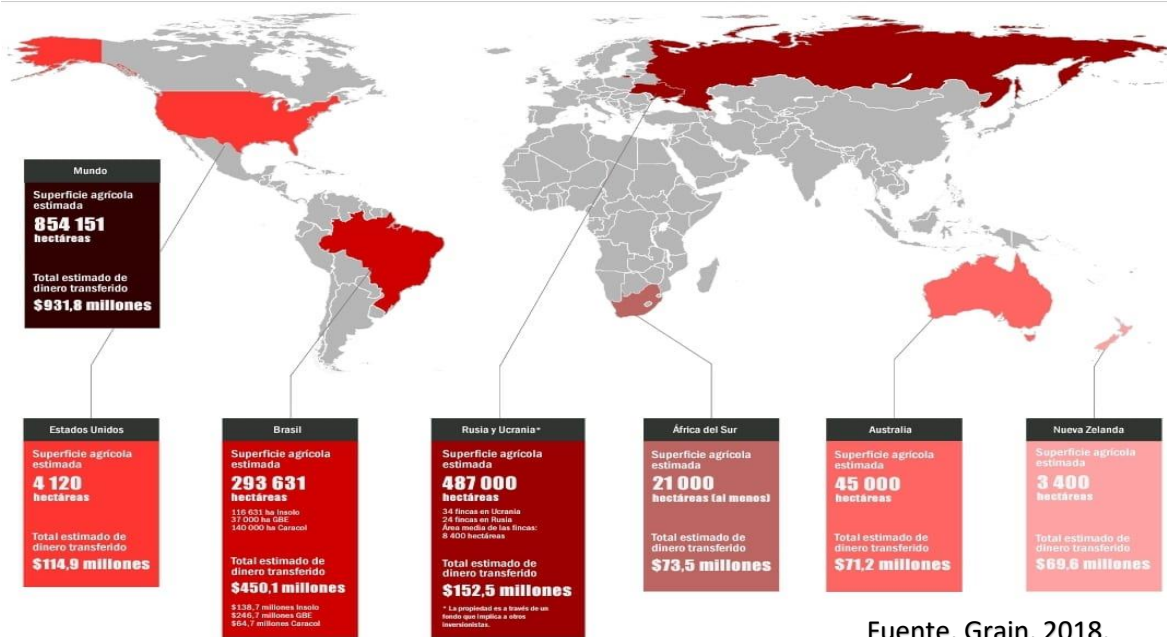 Mundo
Superficie agrícola
estimada
854 151
hectáreas
Total estimado de
dinero transferido
$931,8 millones
Estados Unidos
Superficie agrícola
estimada
4 120
hectáreas
Total estimado de
dinero transferido
$114,9 millones
Brasil
Superficie agrícola
estimada
293 631
hectáreas
116 631 ha Insolo
37 000 ha GBE
140 000 ha Caracol
Total estimado de
dinero transferido
$450,1 millones
$138,7 millones Insolo
$246,7 millones GBE
$64,7 millones Caracol
Rusia y Ucrania*
Superficie agrícola
estimada
487 000
hectáreas
34 fincas en Ucrania
24 fincas en Rusia
Área media de las fincas:
8 400 hectáreas
Total estimado de
dinero transferido
$152,5 millones
* La propiedad es a través de un
fondo que implica a otros
inversionistas.
África del Sur
Superficie agrícola
estimada
21 000
hectáreas (al menos)
Total estimado de
dinero transferido
$73,5 millones
Australia
Superficie agrícola
estimada
45 000
hectáreas
Total estimado de
dinero transferido
$71,2 millones
Nueva Zelanda
Superficie agrícola
estimada
3 400
hectáreas
Total estimado de
dinero transferido
$69,6 millones
Fuente. Grain. 2018.